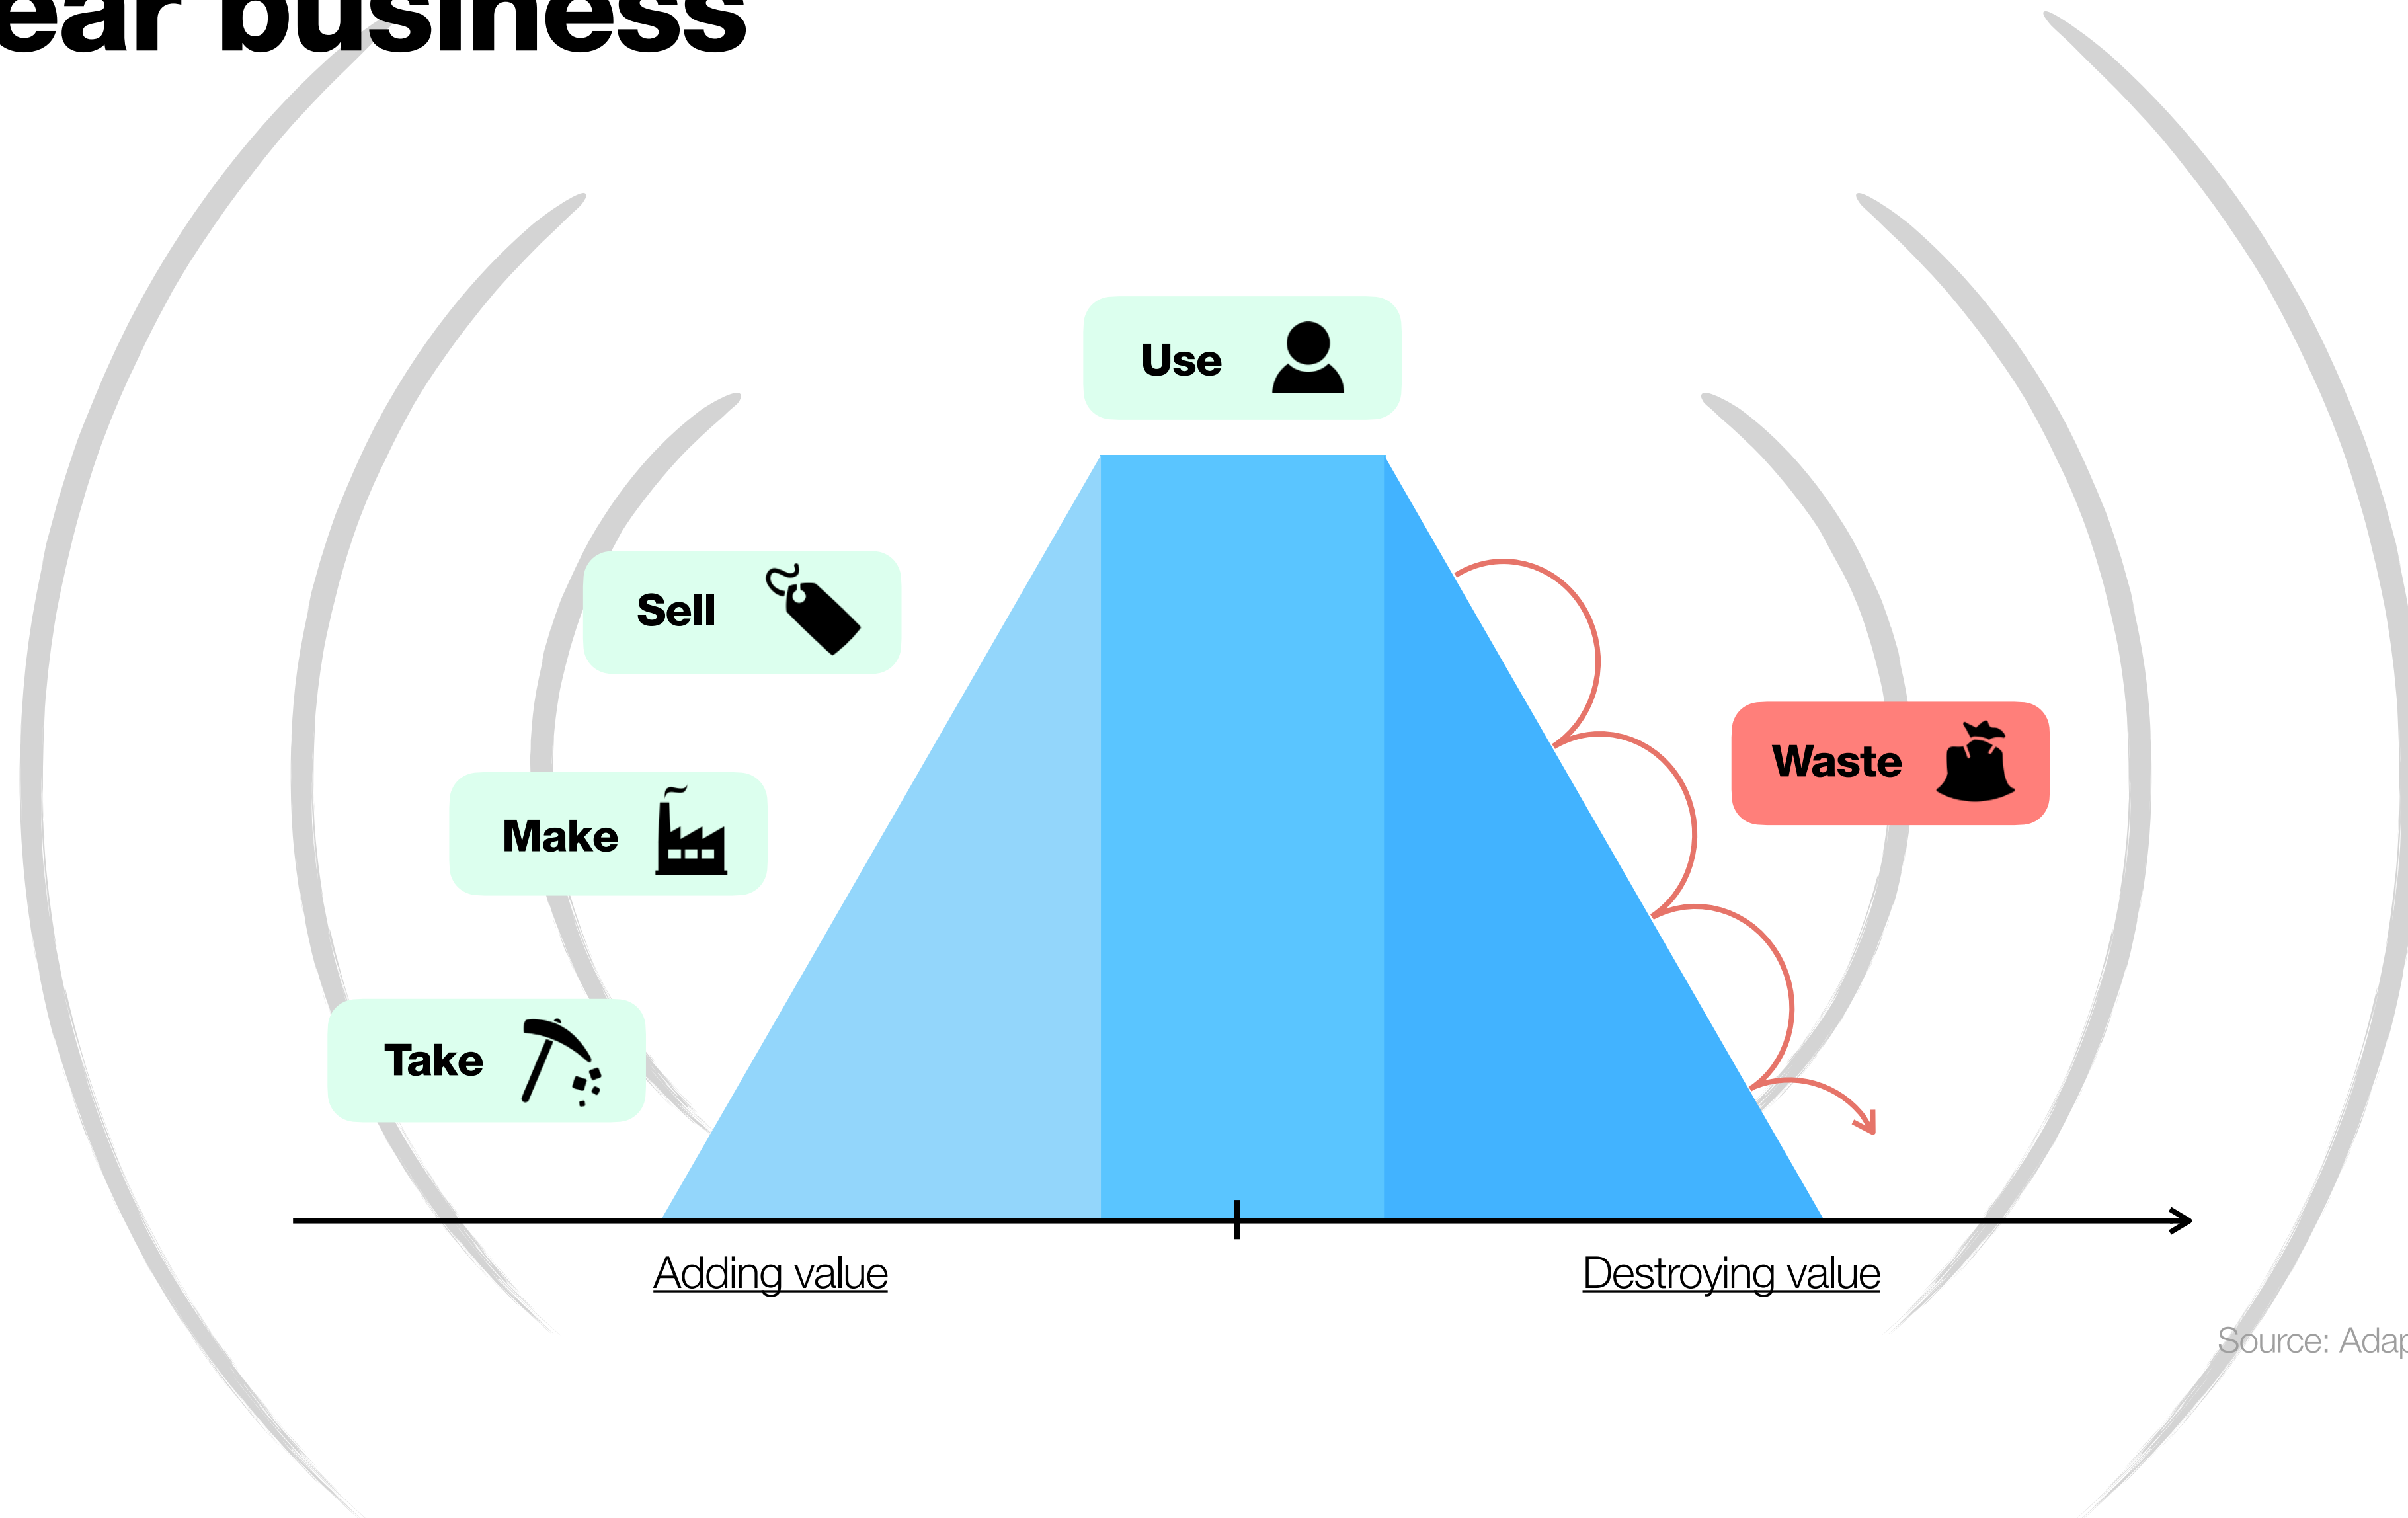 ear business
Use
Sell
Waste
Make
Take
Adding value
Destroying value
Source: Adap